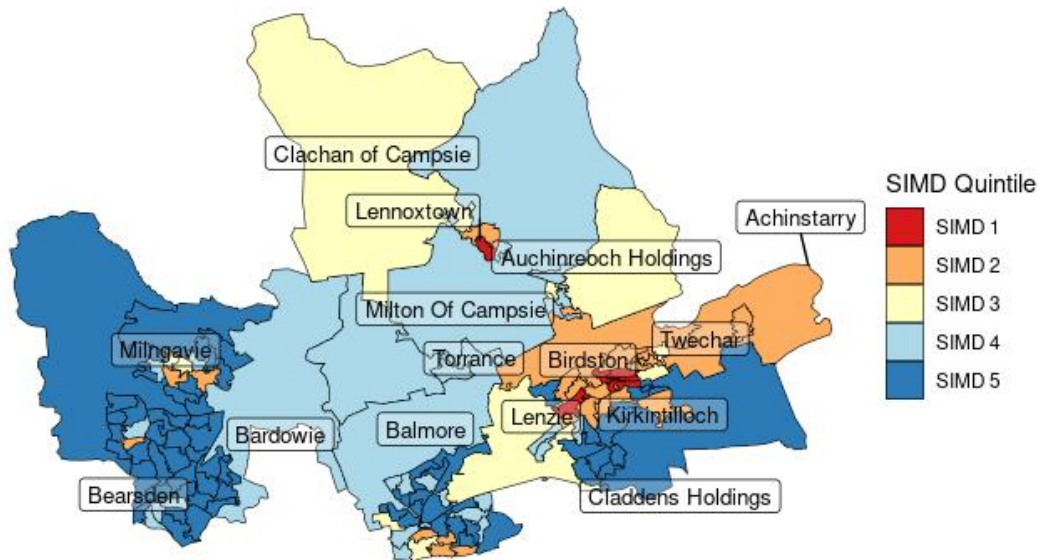 Clachan of Campsie
SIMD Quintile
SIMD 1
Lennoxtown
Achinstarry
SIMD 2
Auchinreoch Holdings
SIMD 3
Milton Of Campsie
SIMD 4
Milngavie
Torrance
Birdston
Twechar
SIMD 5
Bardowie
Balmore
Lenzie
Kirkintilloch
Bearsden
Claddens Holdings